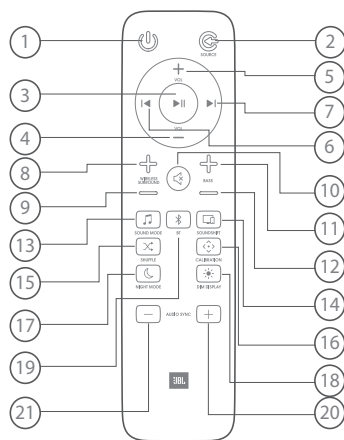 1
2
SOURCE
3
VOL
5
4
VOL
7
6
8
WIRELESS SURROUND
BASS
10
9
11
12
13
SOUND MODE
BT
SOUNDSHIFT
14
15
SHUFFLE
CALIBRATION
16
17
NIGHT MODE
DIM DISPLAY
18
19
AUDIO SYNC
21
JBL
20